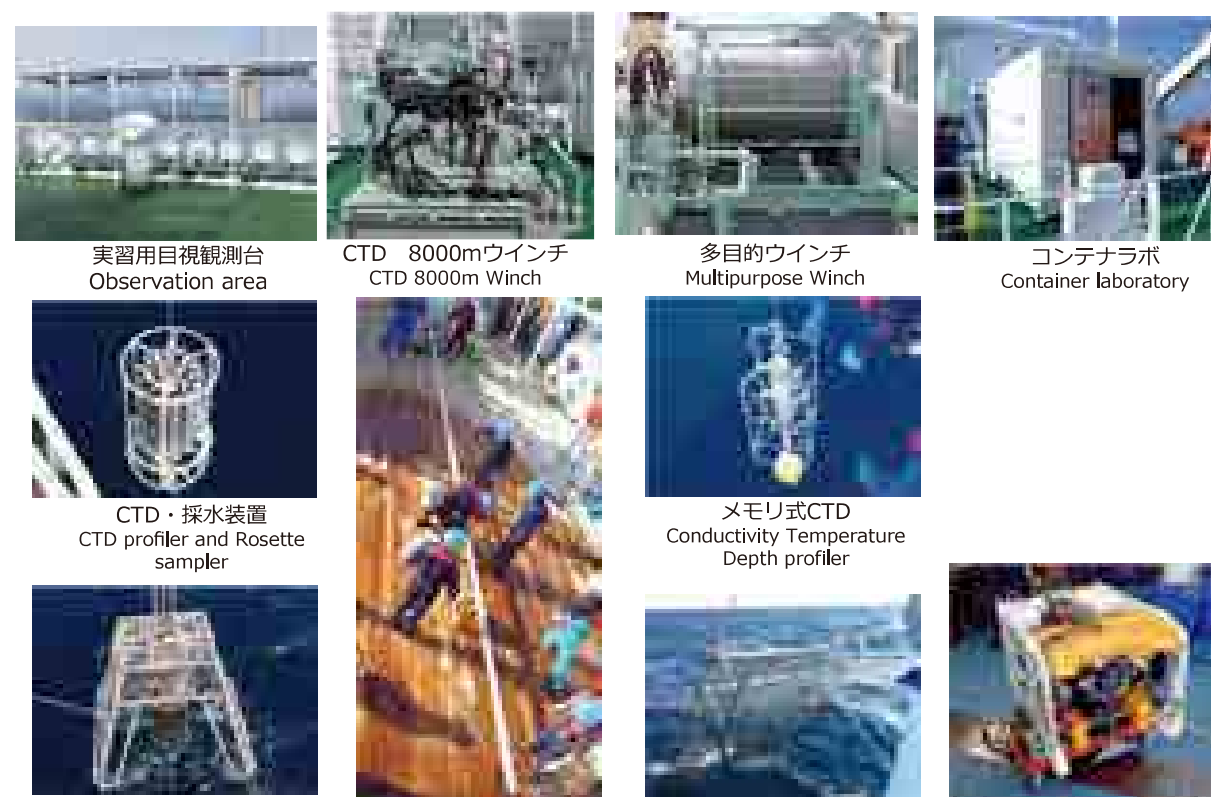 実習用目視観測台
Observation area
CTD　8000mウインチ
CTD 8000m Winch
多目的ウインチ
Multipurpose Winch
コンテナラボ
Container laboratory
CTD・採水装置
CTD profiler and Rosette
sampler
メモリ式CTD
Conductivity Temperature
Depth profiler